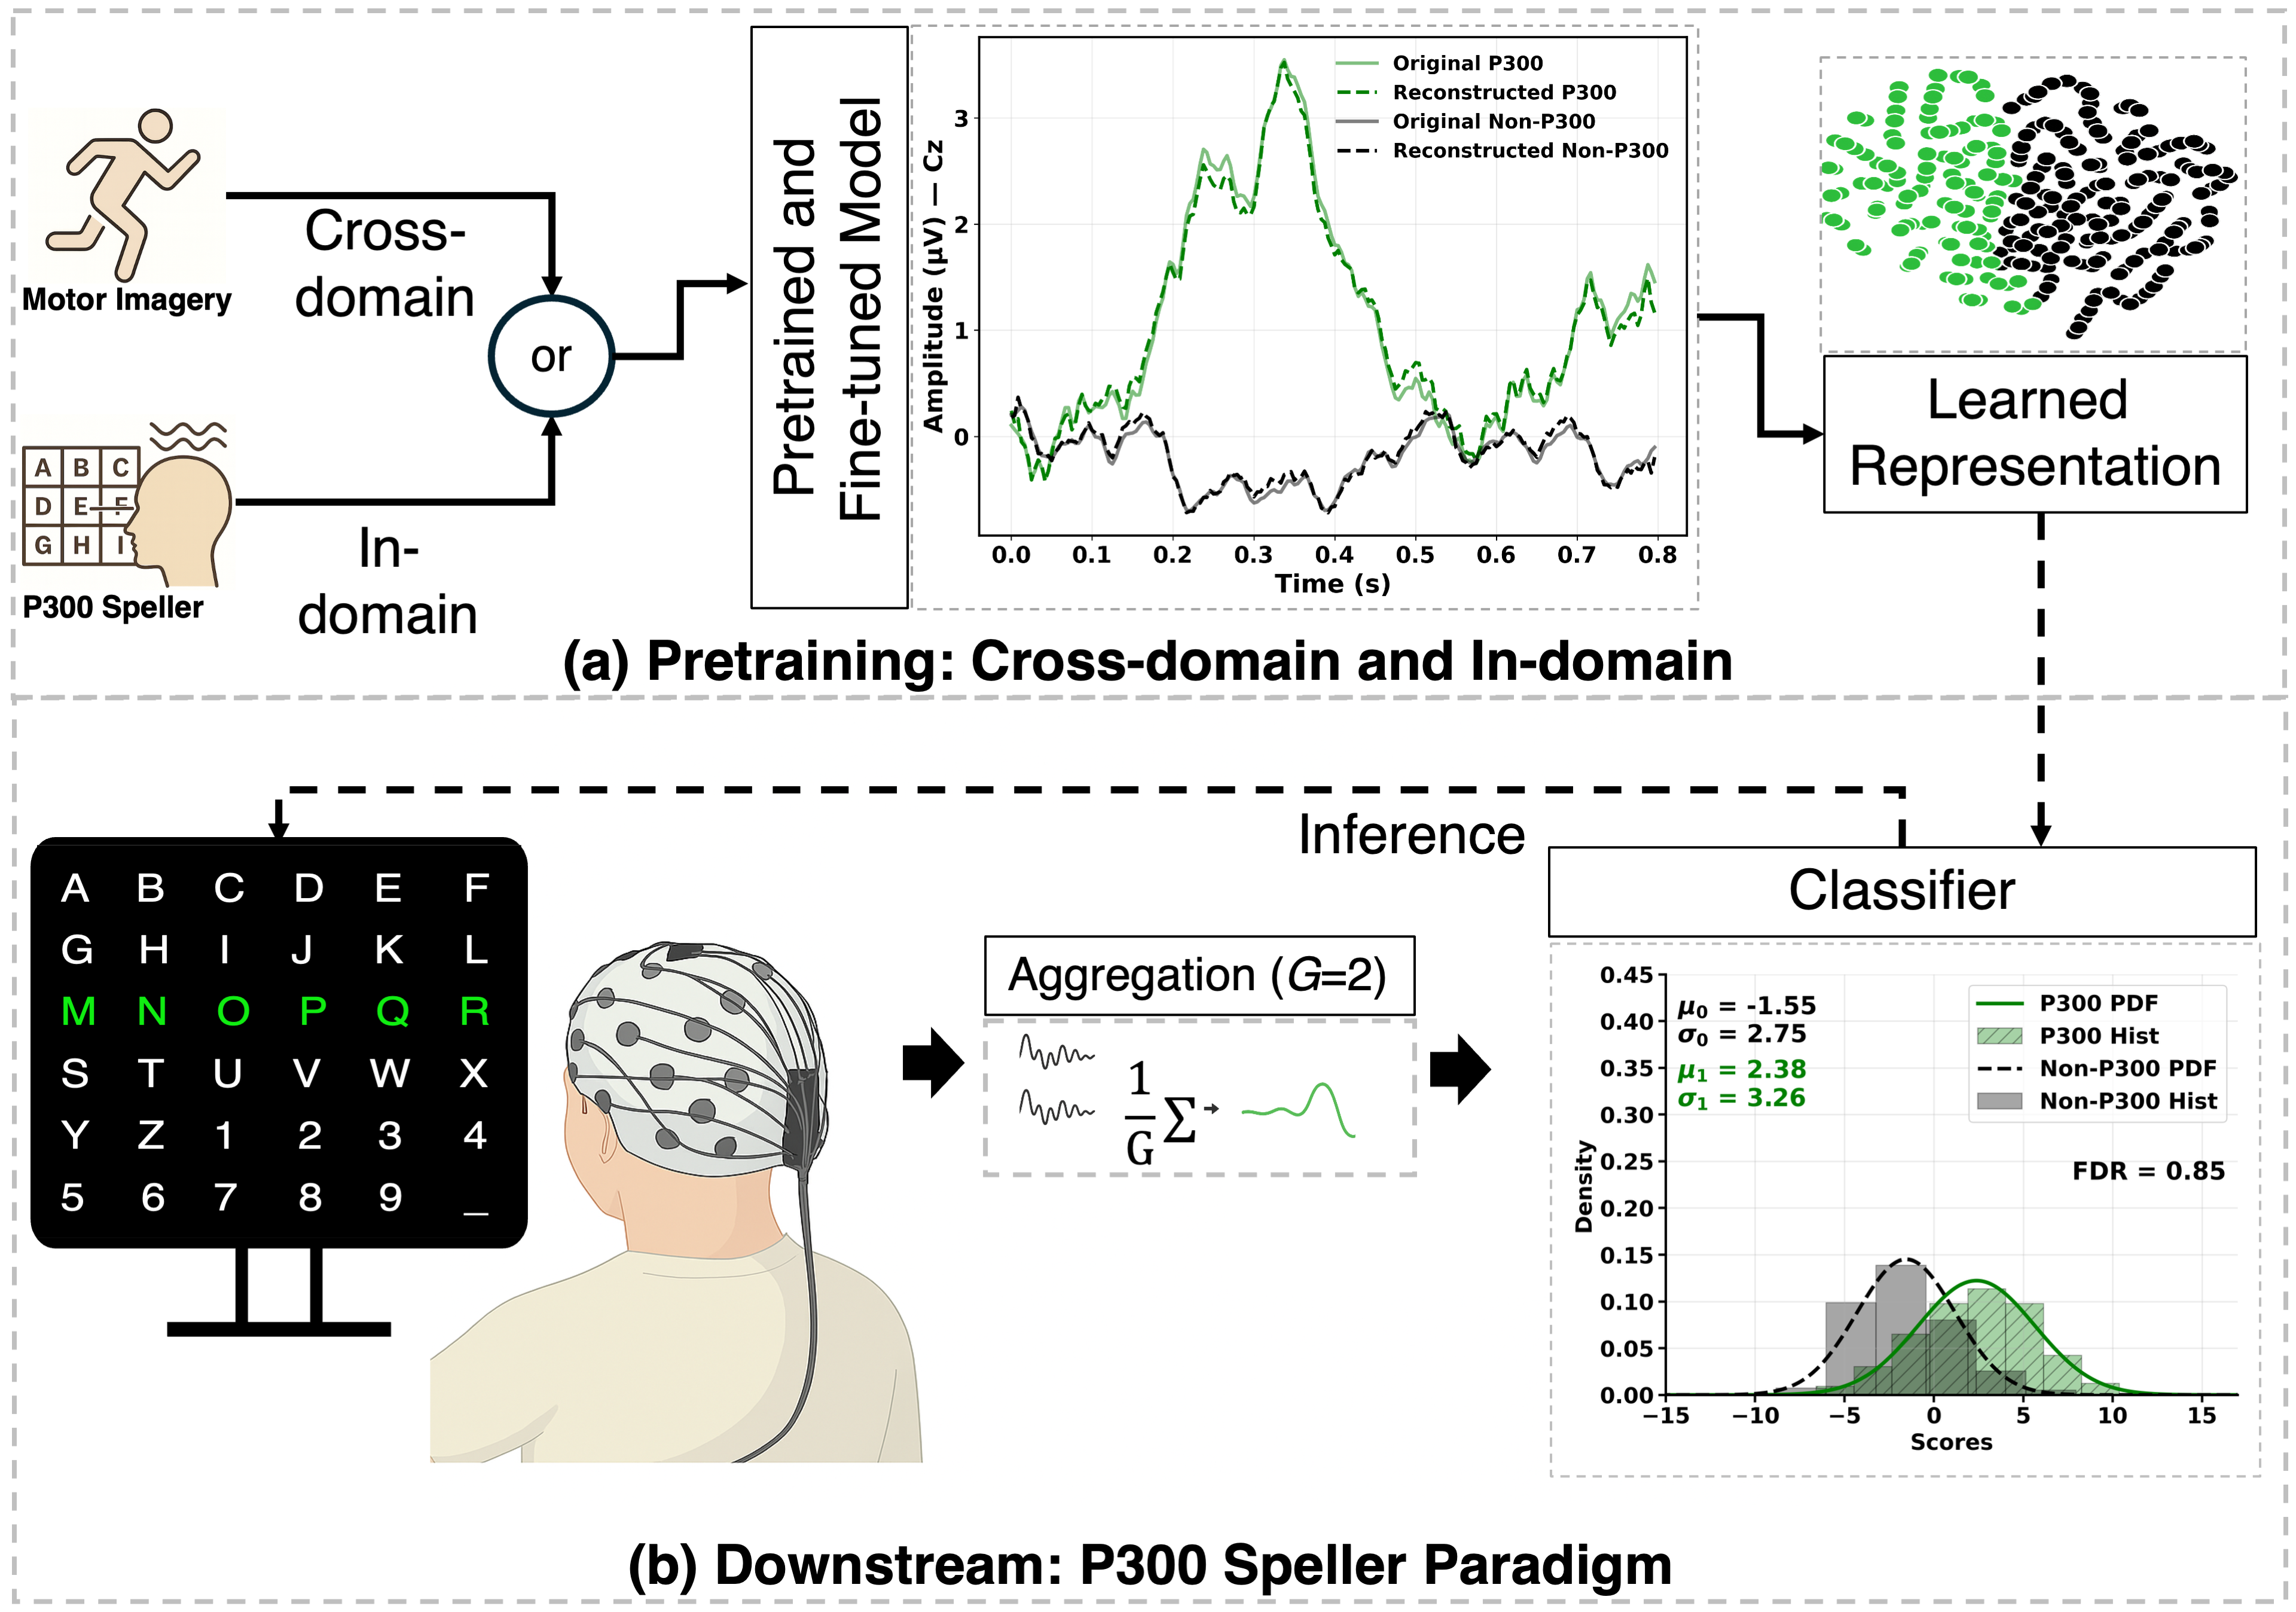 Motor Imagery
Cross-
domain
or
A B C
D E F
G H I
P300 Speller
In-
domain
Pretrained and
Fine-tuned Model
Original P300
Reconstructed P300
Original Non-P300
Reconstructed Non-P300
Amplitude (µV) — Cz
3
2
1
0
0.0 0.1 0.2 0.3 0.4 0.5 0.6 0.7 0.8
Time (s)
Learned
Representation
(a) Pretraining: Cross-domain and In-domain
Inference
A B C D E F
G H I J K L
M N O P Q R
S T U V W X
Y Z 1 2 3 4
5 6 7 8 9 _
Aggregation (G=2)
1
G
Σ
Classifier
μ₀ = -1.55
σ₀ = 2.75
μ₁ = 2.38
σ₁ = 3.26
P300 PDF
P300 Hist
Non-P300 PDF
Non-P300 Hist
FDR = 0.85
Density
0.45
0.40
0.35
0.30
0.25
0.20
0.15
0.10
0.05
0.00
−15 −10 −5 0 5 10 15
Scores
(b) Downstream: P300 Speller Paradigm